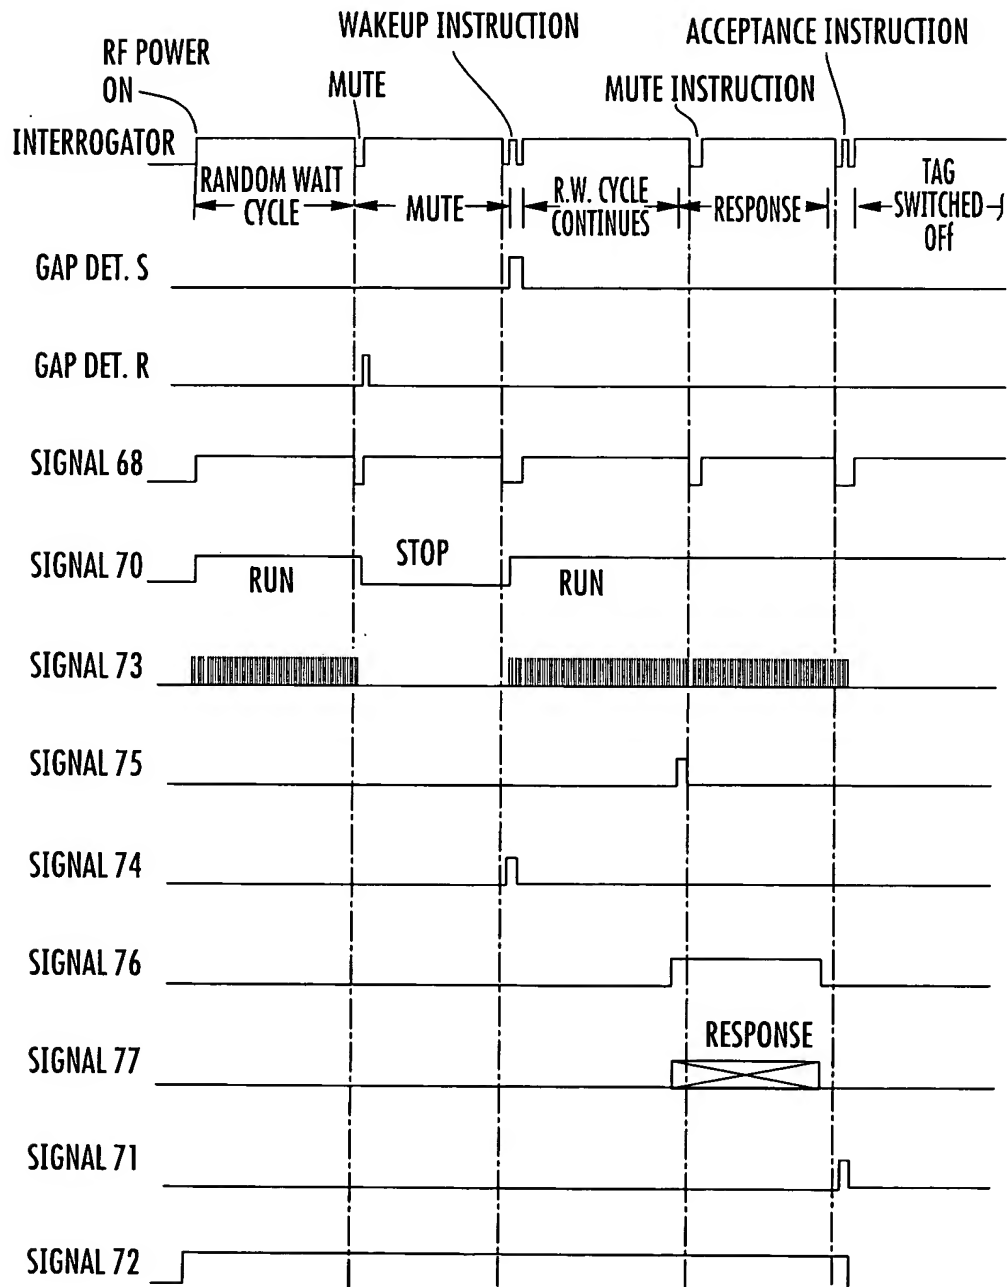 WAKEUP INSTRUCTION
ACCEPTANCE INSTRUCTION
RF POWER
ON
MUTE
MUTE INSTRUCTION
INTERROGATOR
RANDOM WAIT
CYCLE
MUTE
R.W. CYCLE
CONTINUES
RESPONSE
TAG
SWITCHED
OFf
GAP DET. S
GAP DET. R
SIGNAL 68
SIGNAL 70
RUN
STOP
RUN
SIGNAL 73
SIGNAL 75
SIGNAL 74
SIGNAL 76
RESPONSE
SIGNAL 77
SIGNAL 71
SIGNAL 72